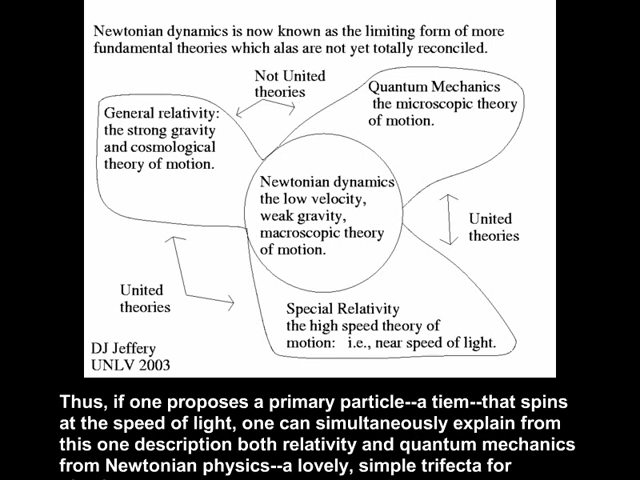 Newtonian dynamics is now known as the limiting form of more
fundamental theories which alas are not yet totally reconciled.
Not United
theories
Quantum Mechanics
the microscopic theory
of motion.
General relativity:
the strong gravity
and cosmological
theory of motion.
Newtonian dynamics
the low velocity,
weak gravity,
macroscopic theory
of motion.
United
theories
United
theories
Special Relativity
the high speed theory of
motion: i.e., near speed of light.
DJ Jeffery
UNLV 2003
Thus, if one proposes a primary particle--a tiem--that spins
at the speed of light, one can simultaneously explain from
this one description both relativity and quantum mechanics
from Newtonian physics--a lovely, simple trifecta for